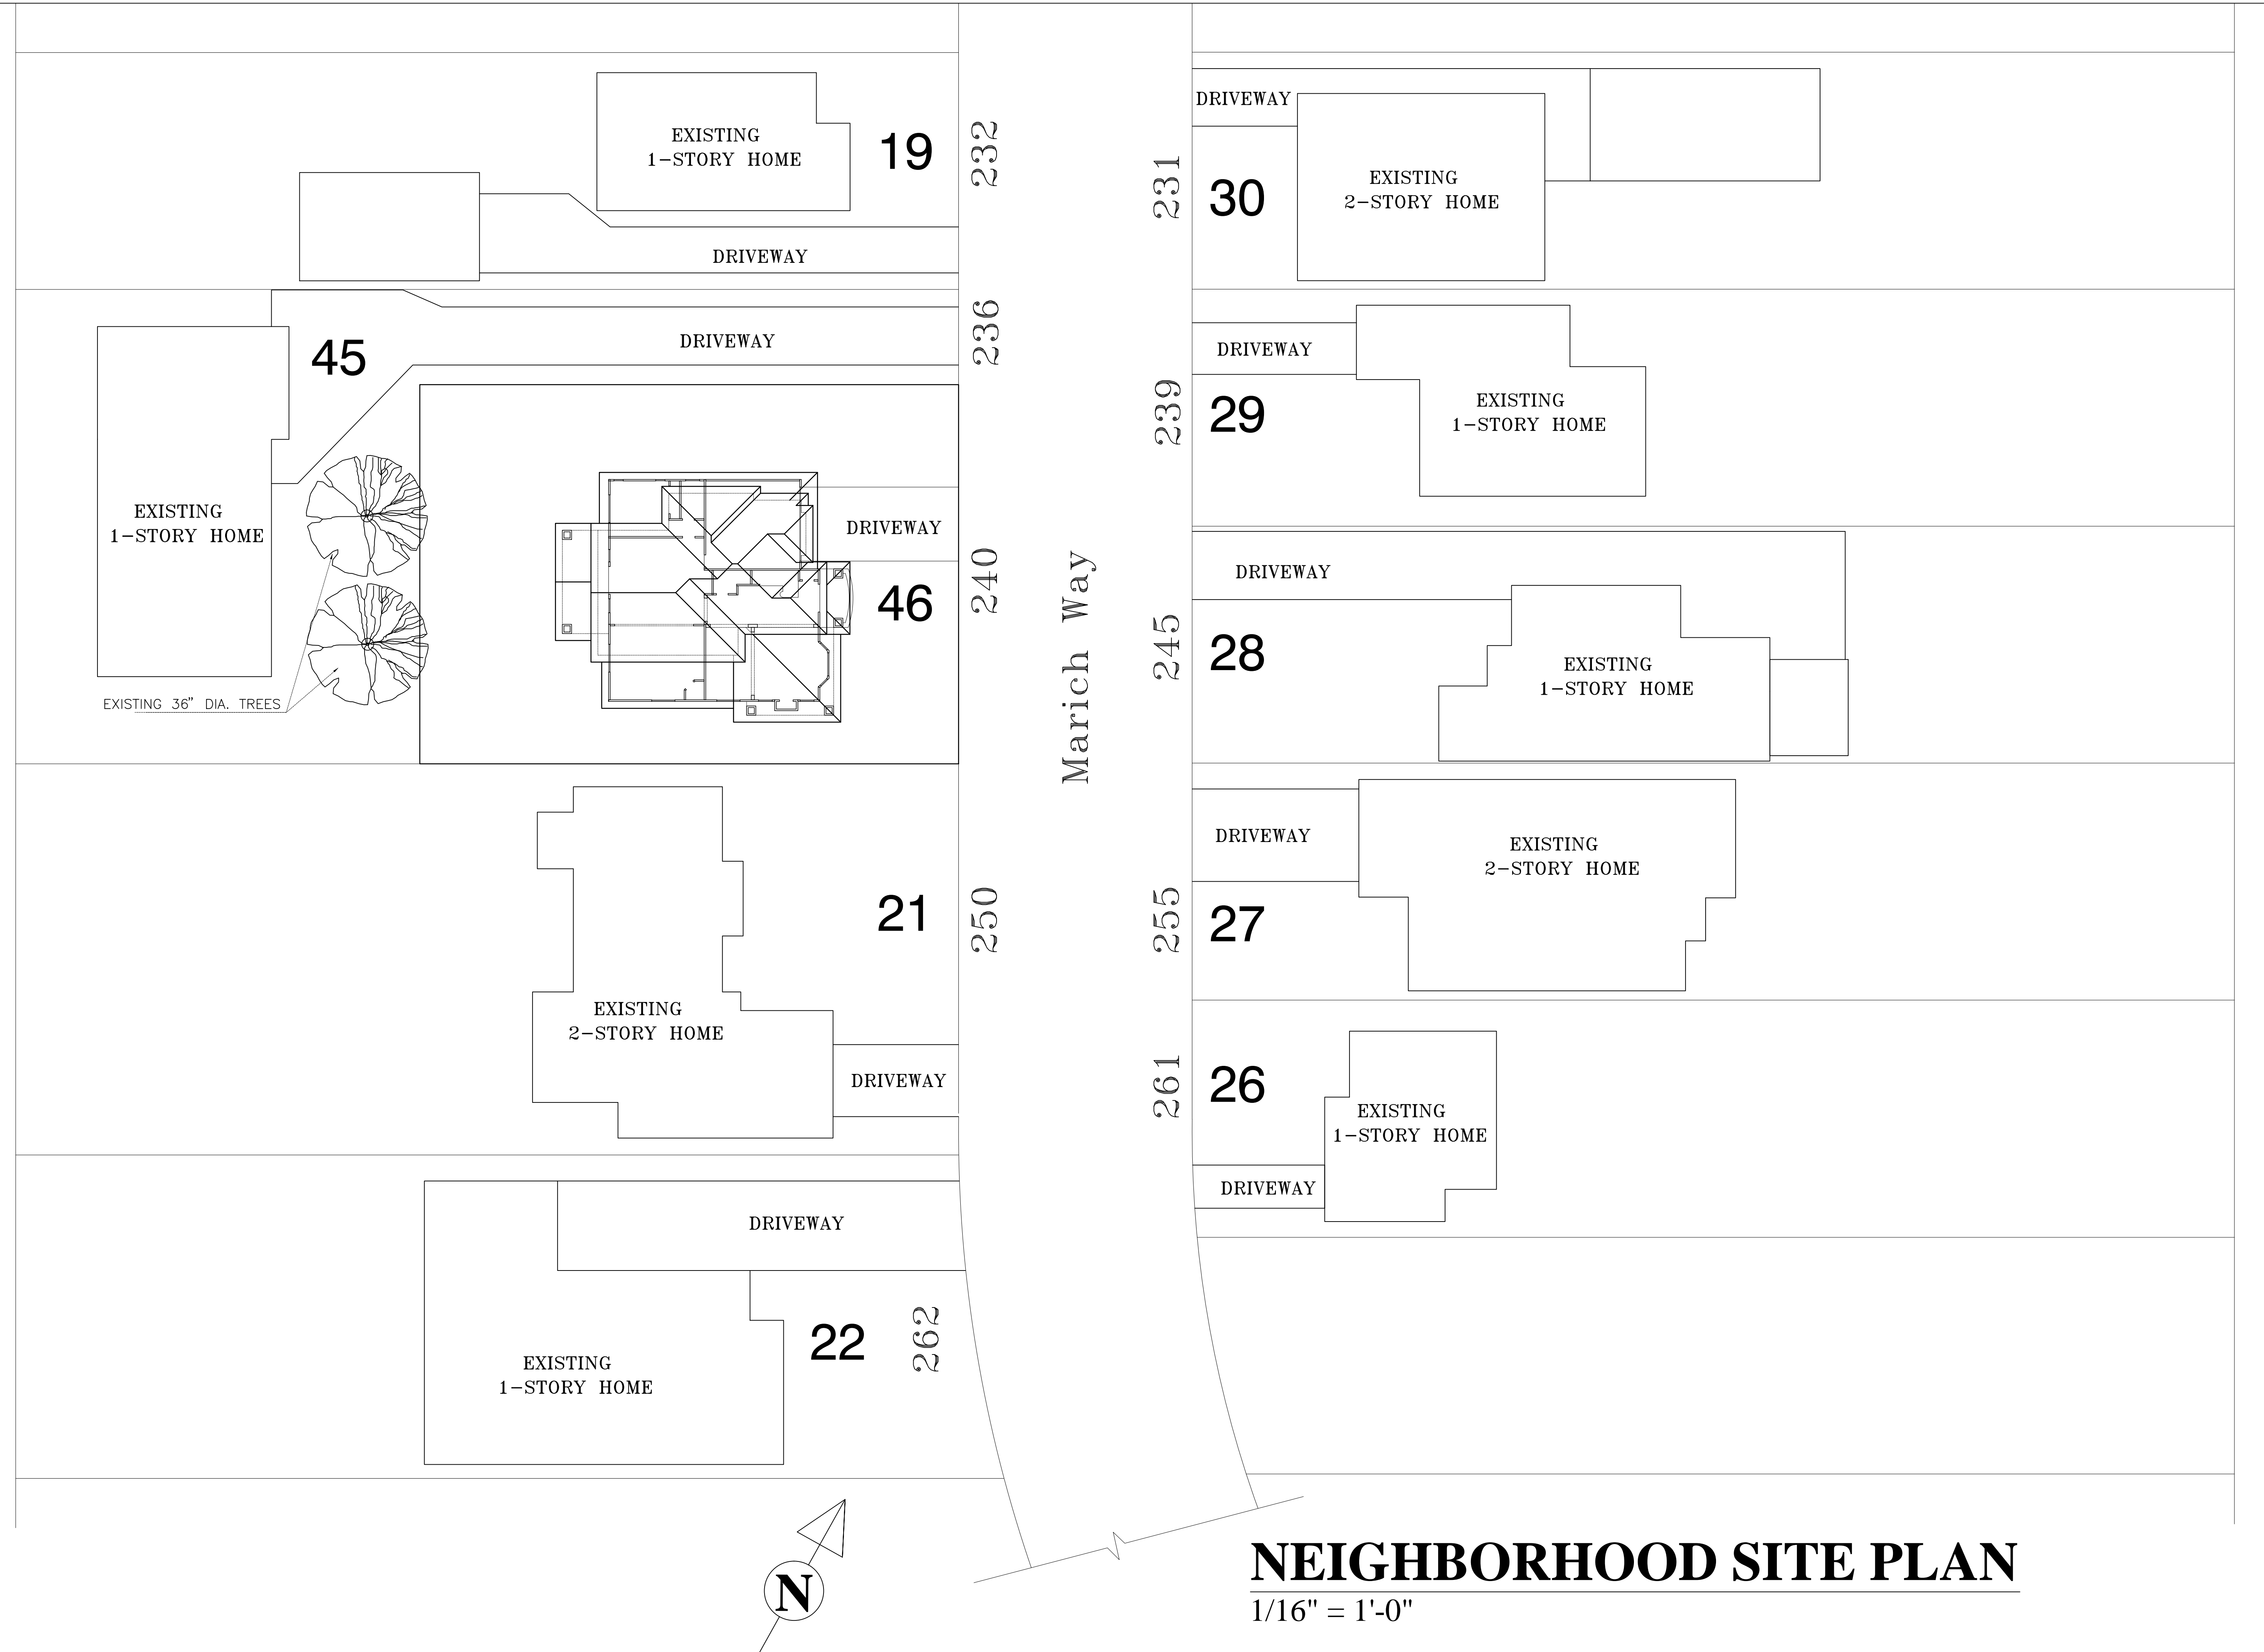 EXISTING
1-STORY HOME
19
232
DRIVEWAY
236
DRIVEWAY
45
EXISTING
1-STORY HOME
EXISTING 36" DIA. TREES
DRIVEWAY
46
240
21
250
EXISTING
2-STORY HOME
DRIVEWAY
DRIVEWAY
22
262
EXISTING
1-STORY HOME
Marich Way
DRIVEWAY
231
30
EXISTING
2-STORY HOME
DRIVEWAY
239
29
EXISTING
1-STORY HOME
DRIVEWAY
245
28
EXISTING
1-STORY HOME
DRIVEWAY
EXISTING
2-STORY HOME
255
27
261
26
EXISTING
1-STORY HOME
DRIVEWAY
N
NEIGHBORHOOD SITE PLAN
1/16" = 1'-0"